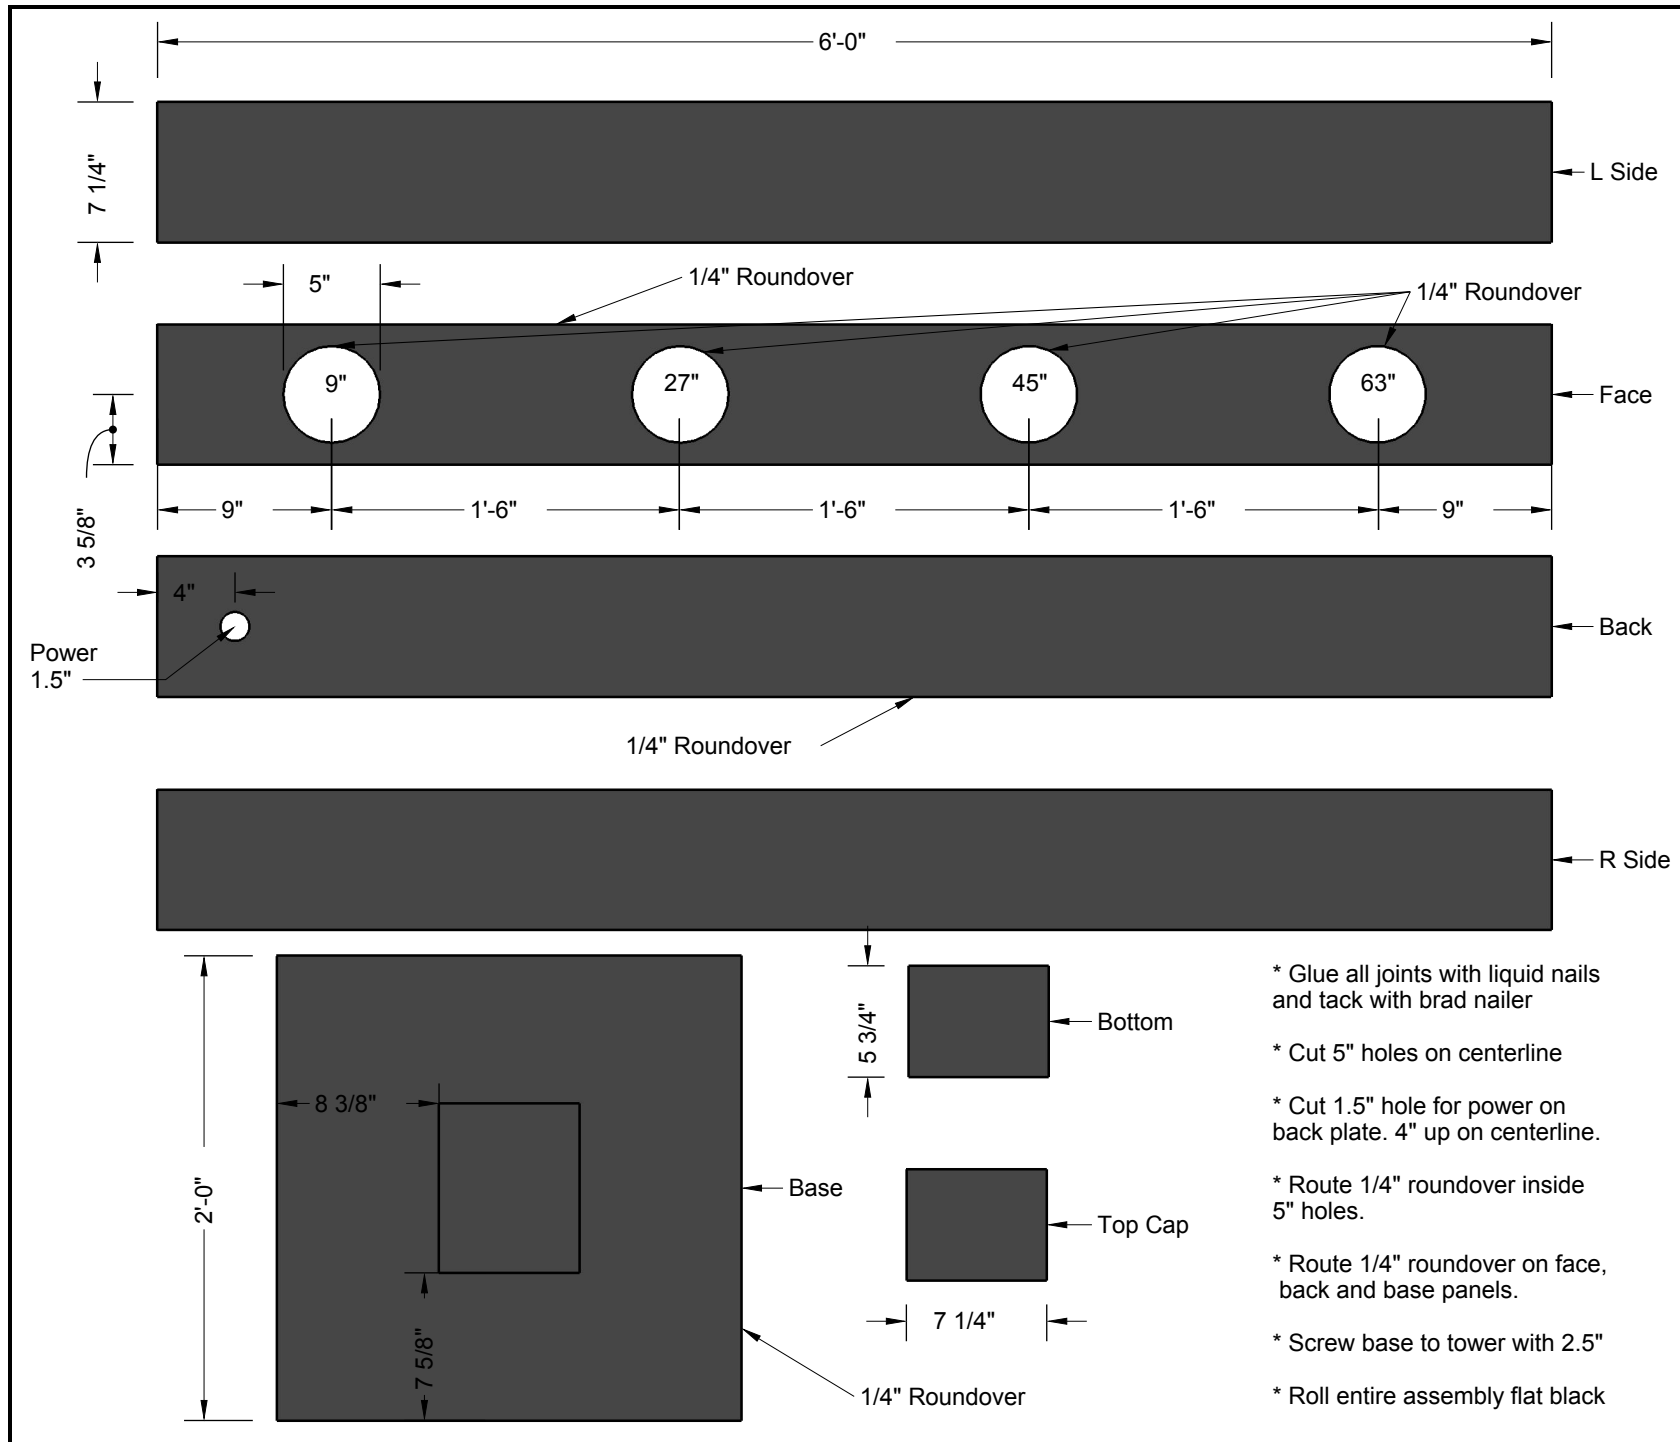 6'-0"
7 1/4"
L Side
5"
1/4" Roundover
1/4" Roundover
9"
27"
45"
63"
Face
3 5/8"
9"
1'-6"
1'-6"
1'-6"
9"
4"
Power
1.5"
Back
1/4" Roundover
R Side
2'-0"
8 3/8"
7 5/8"
Base
1/4" Roundover
5 3/4"
Bottom
Top Cap
7 1/4"
* Glue all joints with liquid nails
and tack with brad nailer
* Cut 5" holes on centerline
* Cut 1.5" hole for power on
back plate. 4" up on centerline.
* Route 1/4" roundover inside
5" holes.
* Route 1/4" roundover on face,
back and base panels.
* Screw base to tower with 2.5"
* Roll entire assembly flat black